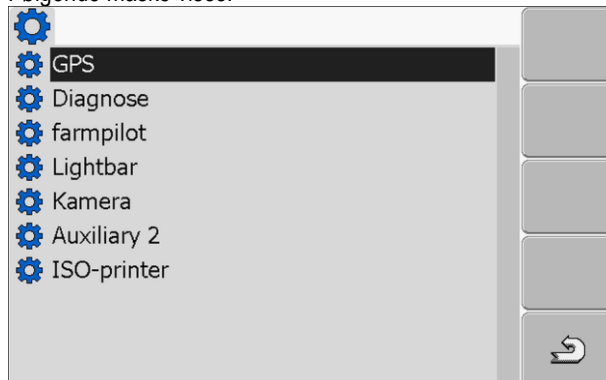 GPS
Diagnose
farmpilot
Lightbar
Kamera
Auxiliary 2
ISO-printer